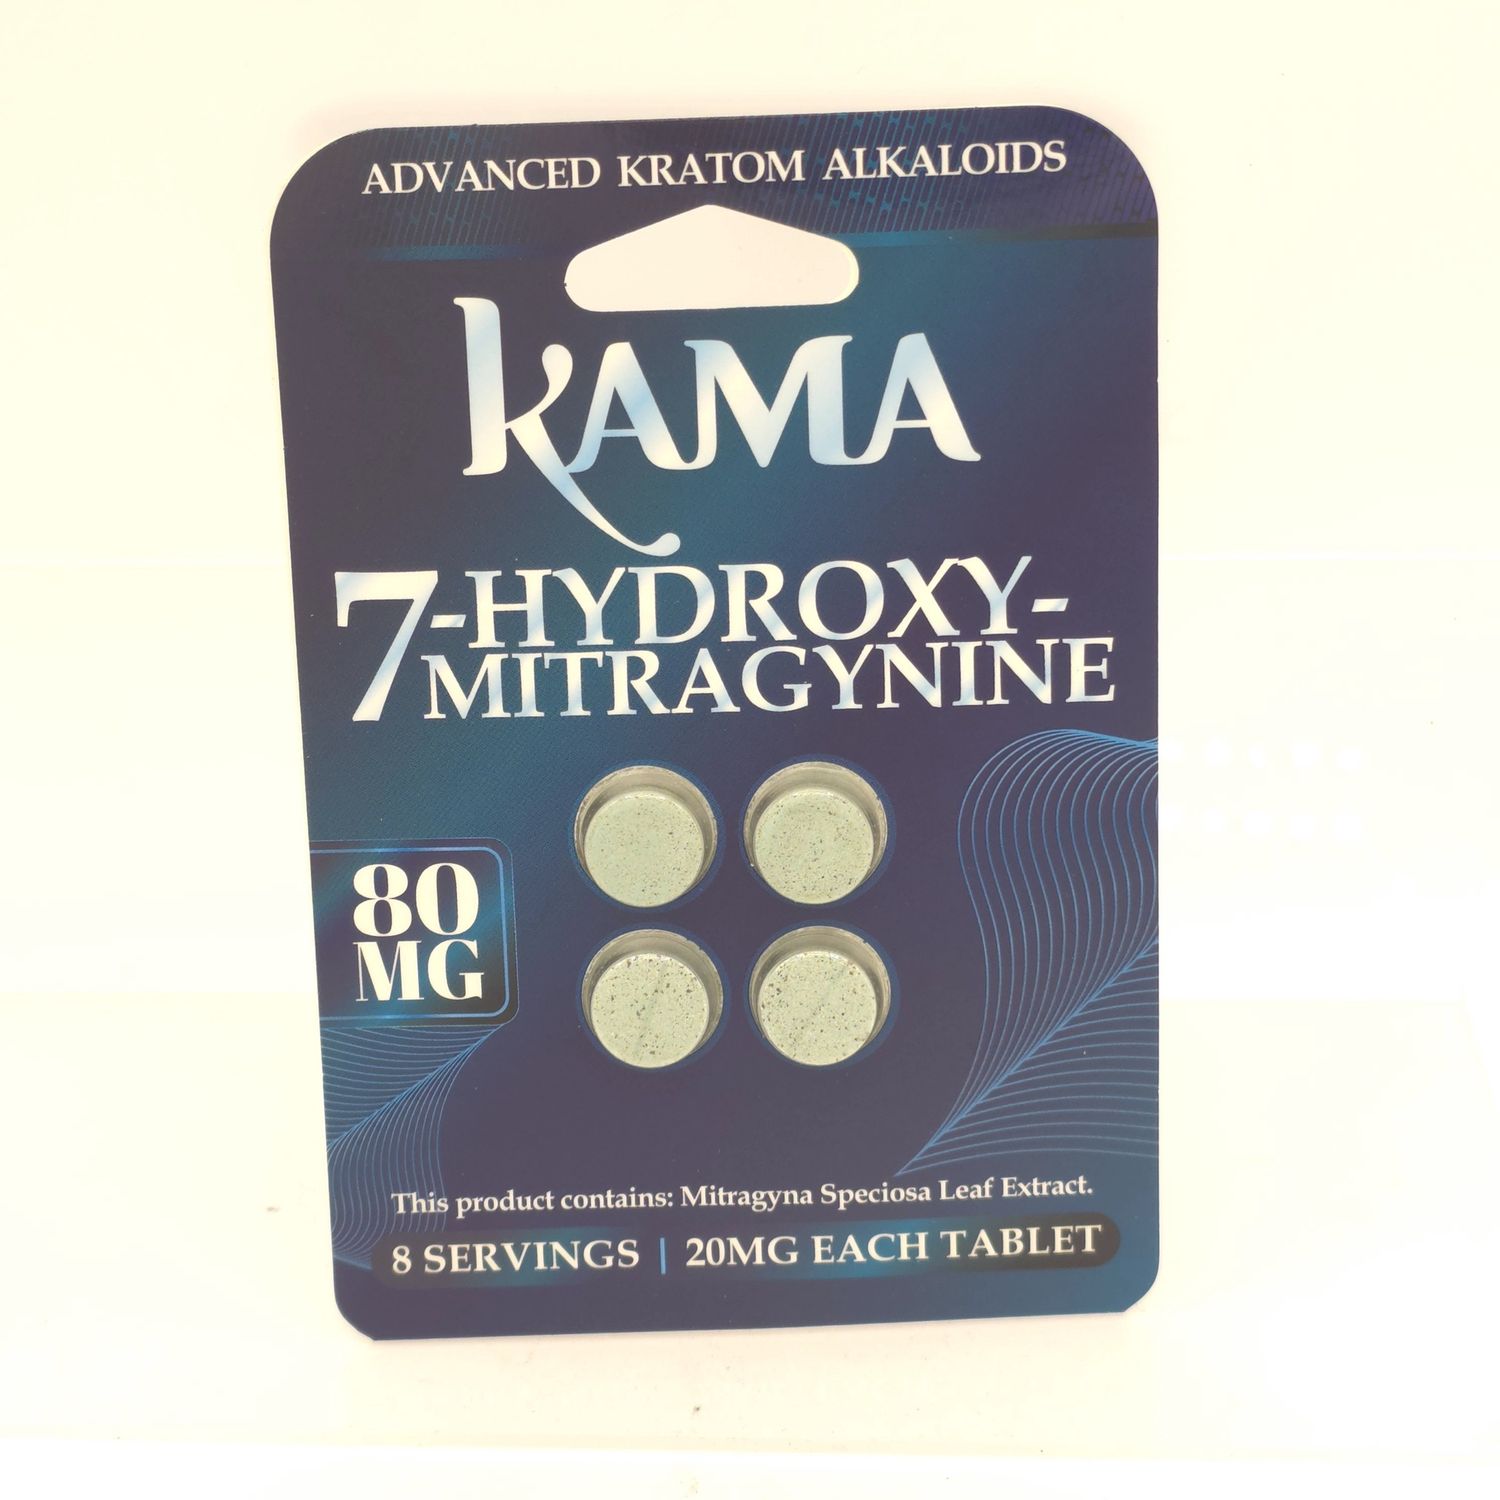 ADVANCED KRATOM ALKALOIDS
KAMA
7-HYDROXY-
MITRAGYNINE
80
MG
This product contains: Mitragyna Speciosa Leaf Extract.
8 SERVINGS | 20MG EACH TABLET